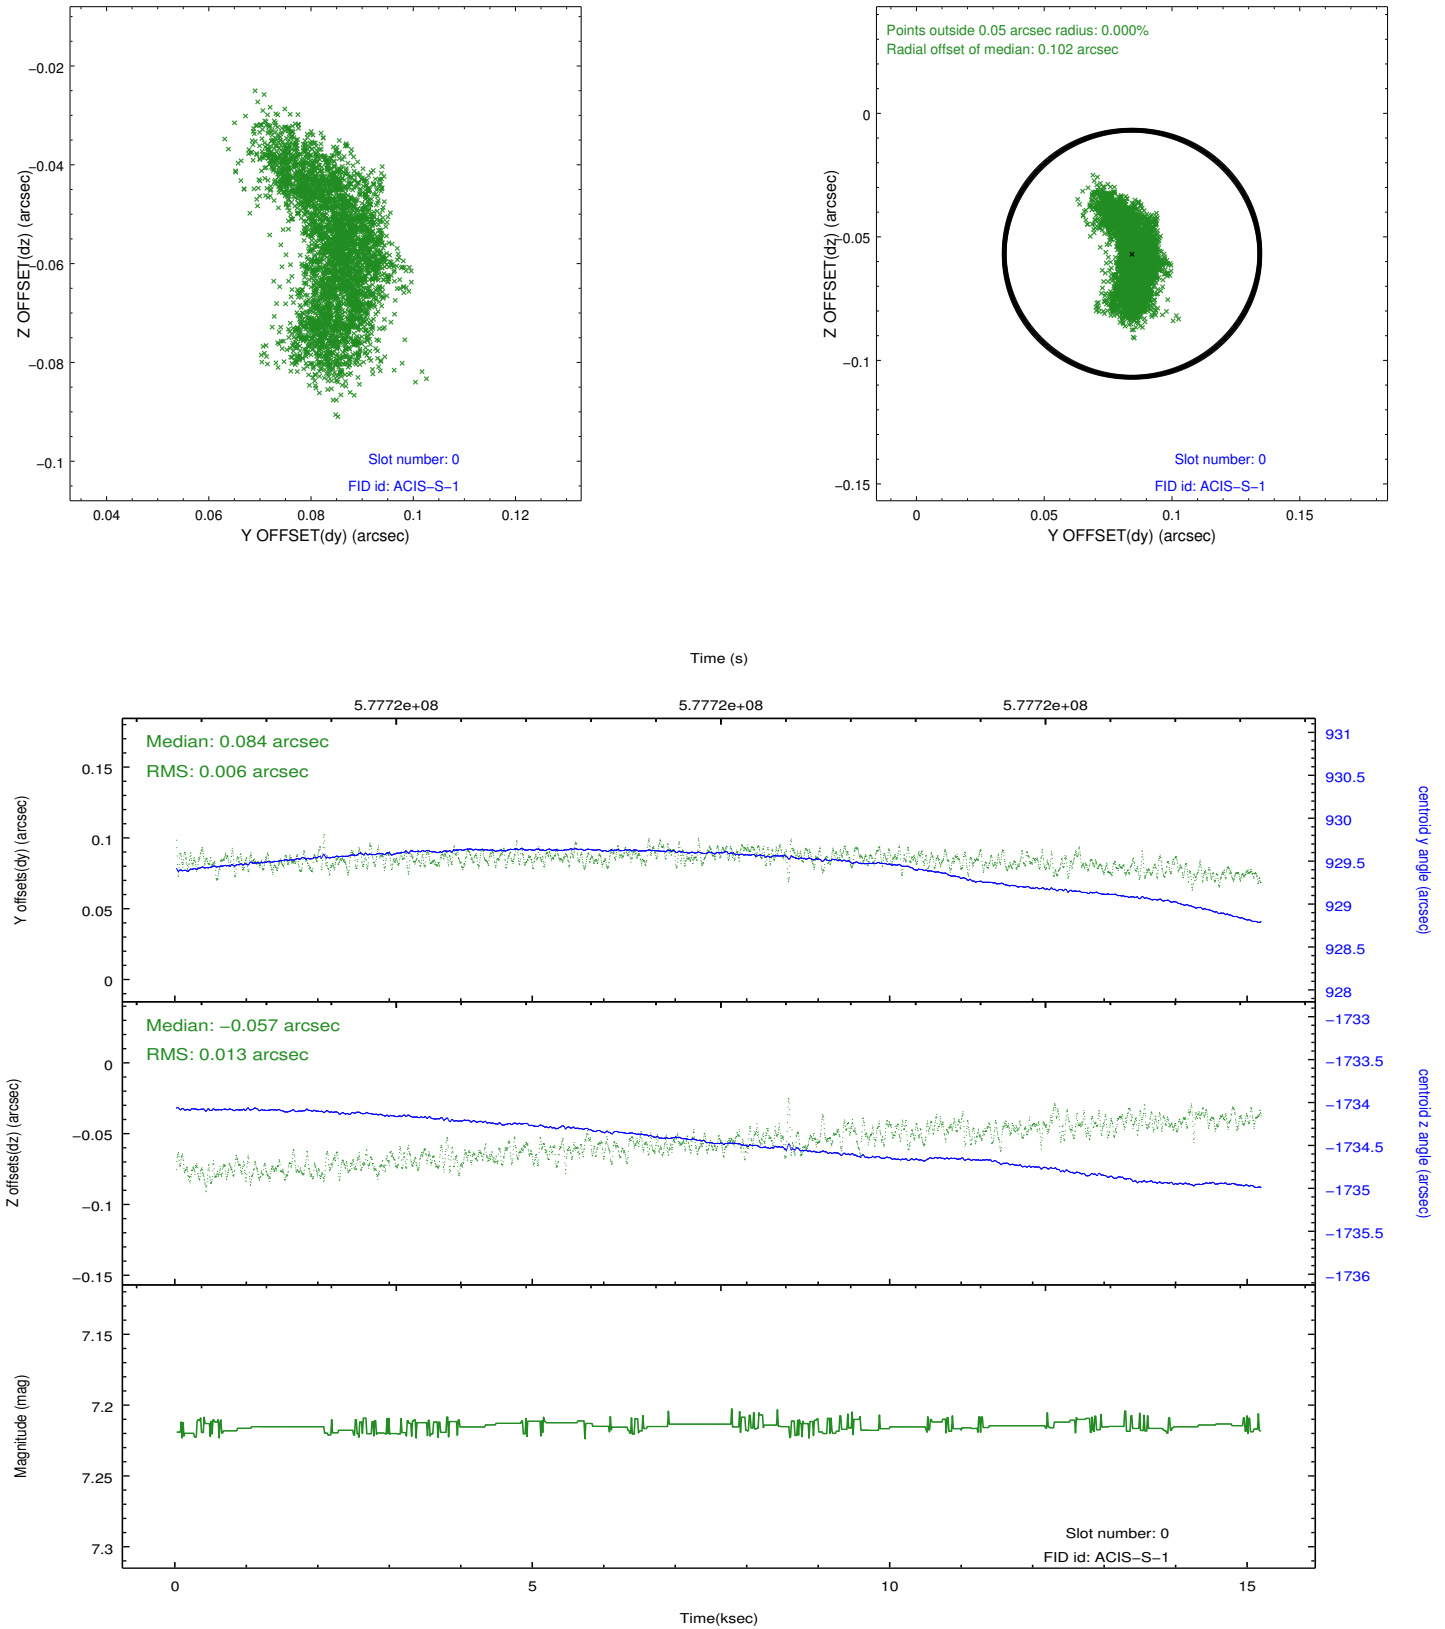 −0.02
−0.04
−0.06
−0.08
−0.1
Z OFFSET(dz) (arcsec)
Slot number: 0
FID id: ACIS−S−1
0.04
0.06
0.08
0.1
0.12
Y OFFSET(dy) (arcsec)
Points outside 0.05 arcsec radius: 0.000%
Radial offset of median: 0.102 arcsec
0
−0.05
−0.1
−0.15
Z OFFSET(dz) (arcsec)
Slot number: 0
FID id: ACIS−S−1
0
0.05
0.1
0.15
Y OFFSET(dy) (arcsec)
Time (s)
5.7772e+08
5.7772e+08
5.7772e+08
Median: 0.084 arcsec
RMS: 0.006 arcsec
0.15
0.1
0.05
0
Y offsets(dy) (arcsec)
931
930.5
930
929.5
929
928.5
928
centroid y angle (arcsec)
Median: −0.057 arcsec
RMS: 0.013 arcsec
0
−0.05
−0.1
−0.15
Z offsets(dz) (arcsec)
−1733
−1733.5
−1734
−1734.5
−1735
−1735.5
−1736
centroid z angle (arcsec)
7.15
7.2
7.25
7.3
Magnitude (mag)
Slot number: 0
FID id: ACIS−S−1
0
5
10
15
Time(ksec)